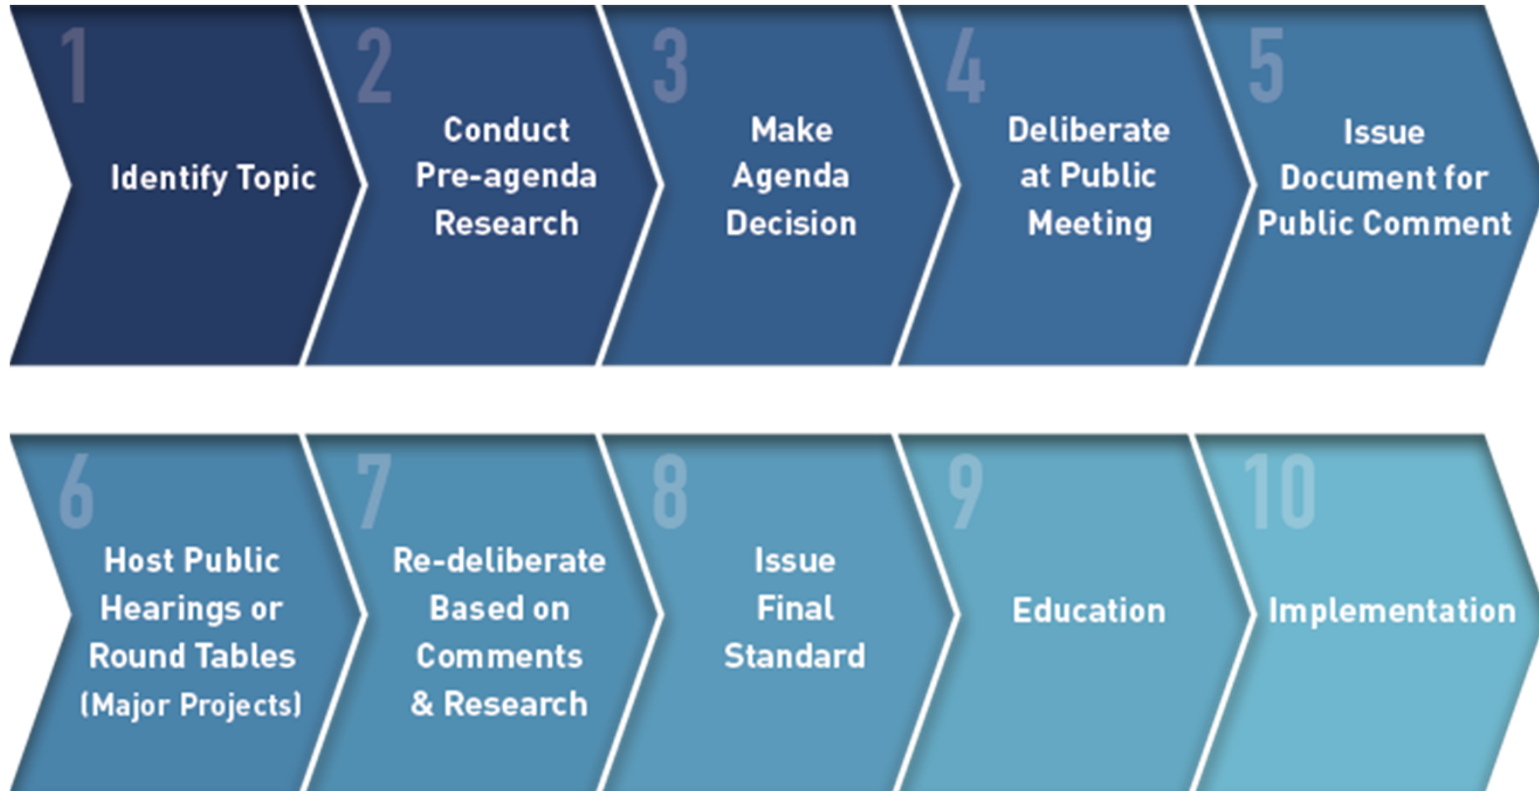 1
Identify Topic
2
Conduct
Pre-agenda
Research
3
Make
Agenda
Decision
4
Deliberate
at Public
Meeting
5
Issue
Document for
Public Comment
6
Host Public
Hearings or
Round Tables
(Major Projects)
7
Re-deliberate
Based on
Comments
& Research
8
Issue
Final
Standard
9
Education
10
Implementation